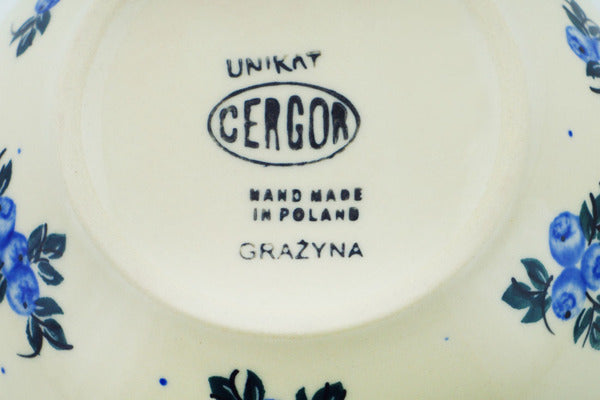 UNIKAT
CERGOR
HAND MADE
IN POLAND
GRAŻYNA